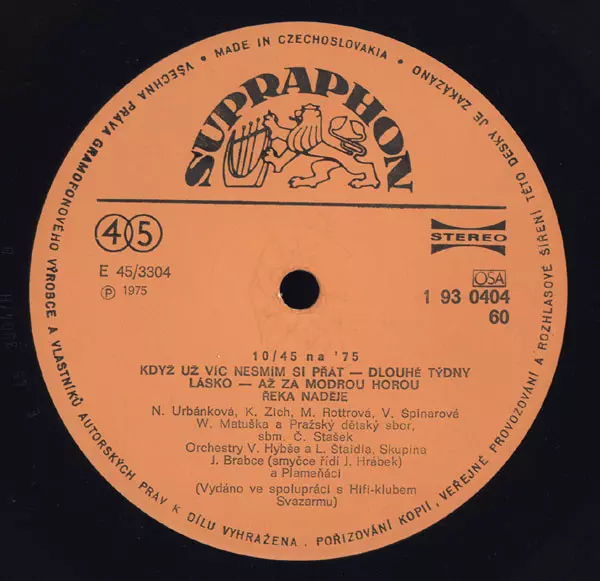 VŠECHNA PRÁVA GRAMOFONOVÉHO VÝROBCE A VLASTNÍKŮ AUTORSKÝCH PRÁV K DÍLU VYHRAŽENA. POŘIZOVÁNÍ KOPIÍ, VEŘEJNÉ PROVOZOVÁNÍ A ROZHLASOVÉ ŠÍŘENÍ TÉTO DESKY JE ZAKÁZÁNO • MADE IN CZECHOSLOVAKIA •
SUPRAPHON
45
STEREO
E 45/3304
OSA
Ⓟ 1975
1 93 0404
60
10/45 na '75
KDYŽ UŽ VÍC NESMÍM SI PŘÁT — DLOUHÉ TÝDNY
LÁSKO — AŽ ZA MODROU HOROU
ŘEKA NADĚJE
N. Urbánková, K. Zich, M. Rottrová, V. Špinarová
W. Matuška a Pražský dětský sbor,
sbm. Č. Stašek
Orchestry V. Hybše a L. Štaidla, Skupina
J. Brabce (smyčce řídí J. Hrábek)
a Plameňáci
(Vydáno ve spolupráci s Hifi-klubem
Svazarmu)